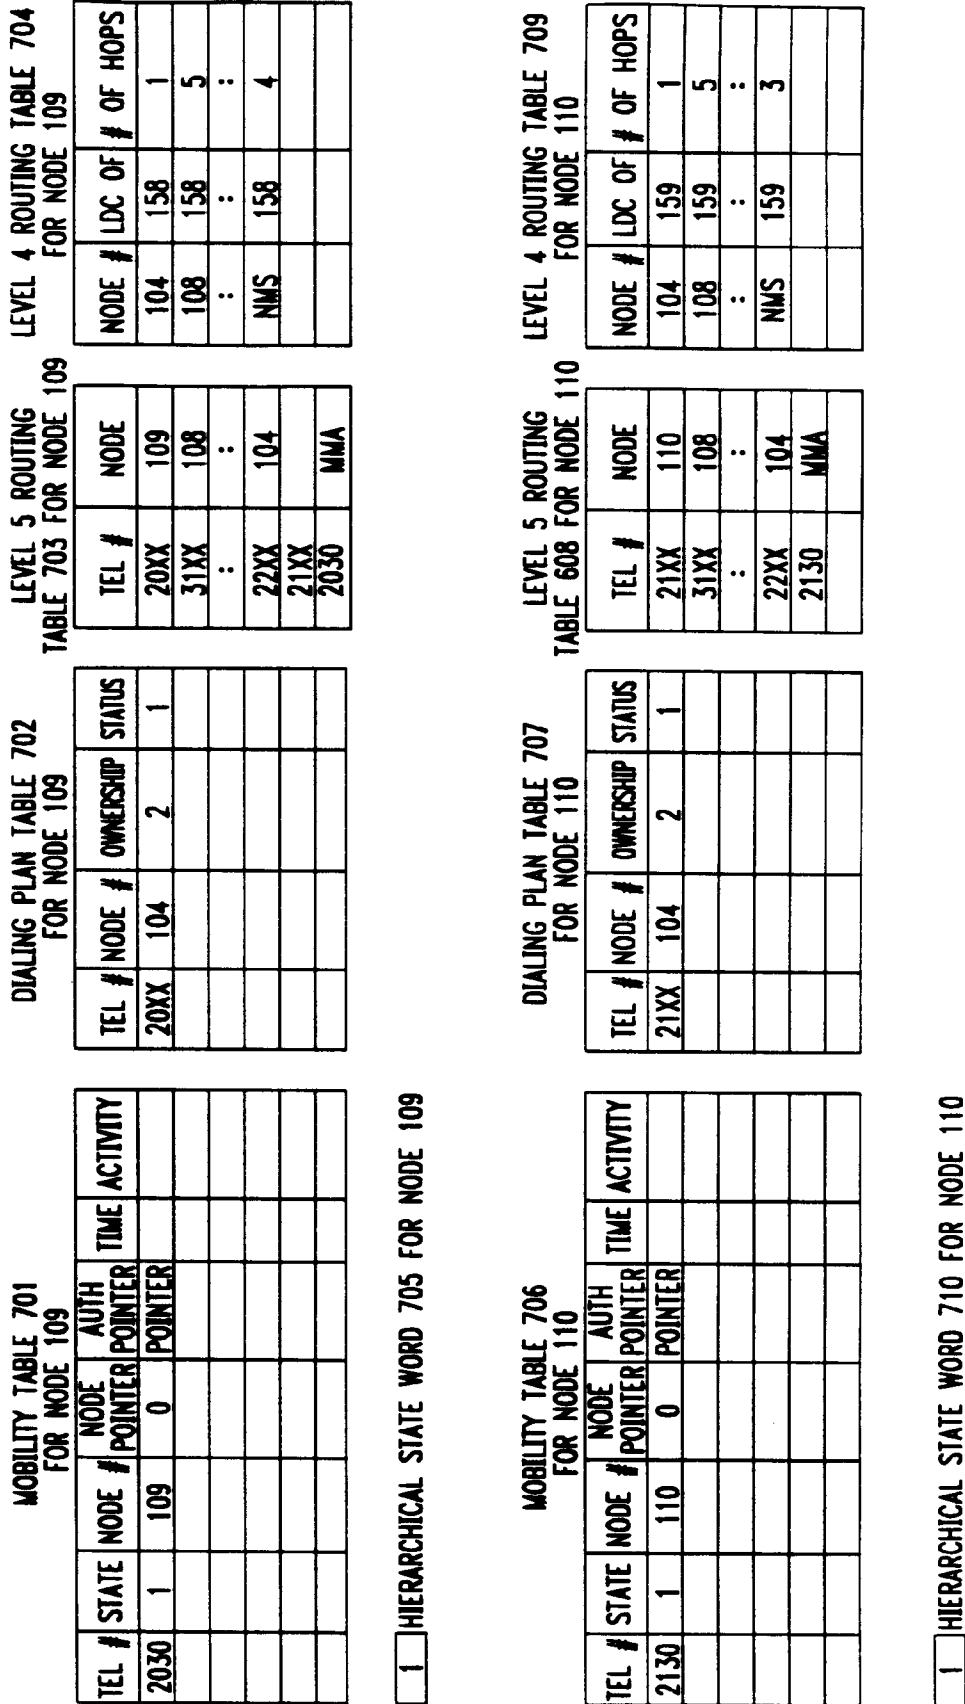 MOBILITY TABLE 701
FOR NODE 109
TEL # STATE NODE # NODE POINTER AUTH POINTER TIME ACTIVITY
2030 1 109 0 POINTER
DIALING PLAN TABLE 702
FOR NODE 109
TEL # NODE # OWNERSHIP STATUS
20XX 104 2 1
LEVEL 5 ROUTING
TABLE 703 FOR NODE 109
TEL # NODE
20XX 109
31XX 108
: :
22XX 104
21XX
2030 MMA
LEVEL 4 ROUTING TABLE 704
FOR NODE 109
NODE # LDC OF # OF HOPS
104 158 1
108 158 5
: : :
NMS 158 4
1 HIERARCHICAL STATE WORD 705 FOR NODE 109
MOBILITY TABLE 706
FOR NODE 110
TEL # STATE NODE # NODE POINTER AUTH POINTER TIME ACTIVITY
2130 1 110 0 POINTER
DIALING PLAN TABLE 707
FOR NODE 110
TEL # NODE # OWNERSHIP STATUS
21XX 104 2 1
LEVEL 5 ROUTING
TABLE 608 FOR NODE 110
TEL # NODE
21XX 110
31XX 108
: :
22XX 104
2130 MMA
LEVEL 4 ROUTING TABLE 709
FOR NODE 110
NODE # LDC OF # OF HOPS
104 159 1
108 159 5
: : :
NMS 159 3
1 HIERARCHICAL STATE WORD 710 FOR NODE 110